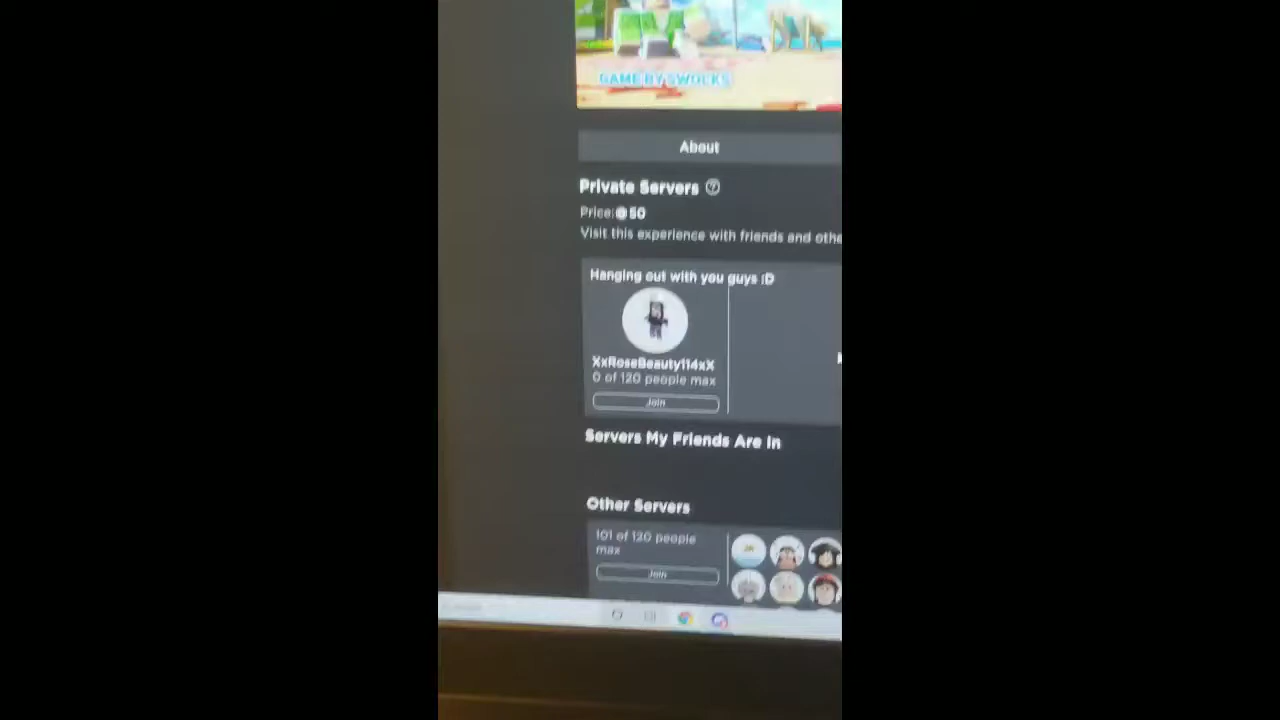 GAME BY SWOCKS
About
Private Servers
Price: 50
Visit this experience with friends and othe
Hanging out with you guys :D
XxRoseBeauty114xX
0 of 120 people max
Join
Servers My Friends Are In
Other Servers
101 of 120 people
max
Join